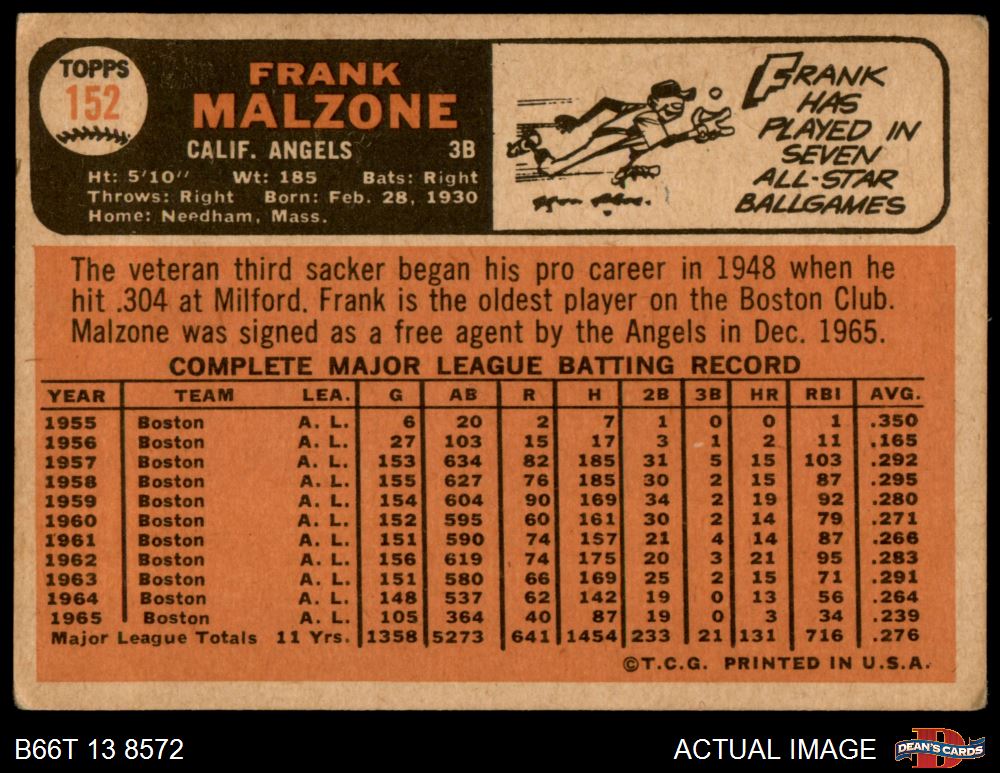 TOPPS
152
FRANK
MALZONE
CALIF. ANGELS 3B
Ht: 5'10" Wt: 185 Bats: Right
Throws: Right Born: Feb. 28, 1930
Home: Needham, Mass.
FRANK
HAS
PLAYED IN
SEVEN
ALL-STAR
BALLGAMES
The veteran third sacker began his pro career in 1948 when he
hit .304 at Milford. Frank is the oldest player on the Boston Club.
Malzone was signed as a free agent by the Angels in Dec. 1965.
COMPLETE MAJOR LEAGUE BATTING RECORD
YEAR TEAM LEA. G AB R H 2B 3B HR RBI AVG.
1955 Boston A. L. 6 20 2 7 1 0 0 1 .350
1956 Boston A. L. 27 103 15 17 3 1 2 11 .165
1957 Boston A. L. 153 634 82 185 31 5 15 103 .292
1958 Boston A. L. 155 627 76 185 30 2 15 87 .295
1959 Boston A. L. 154 604 90 169 34 2 19 92 .280
1960 Boston A. L. 152 595 60 161 30 2 14 79 .271
1961 Boston A. L. 151 590 74 157 21 4 14 87 .266
1962 Boston A. L. 156 619 74 175 20 3 21 95 .283
1963 Boston A. L. 151 580 66 169 25 2 15 71 .291
1964 Boston A. L. 148 537 62 142 19 0 13 56 .264
1965 Boston A. L. 105 364 40 87 19 0 3 34 .239
Major League Totals 11 Yrs. 1358 5273 641 1454 233 21 131 716 .276
©T.C.G. PRINTED IN U.S.A.
B66T 13 8572
ACTUAL IMAGE
DEAN'S CARDS